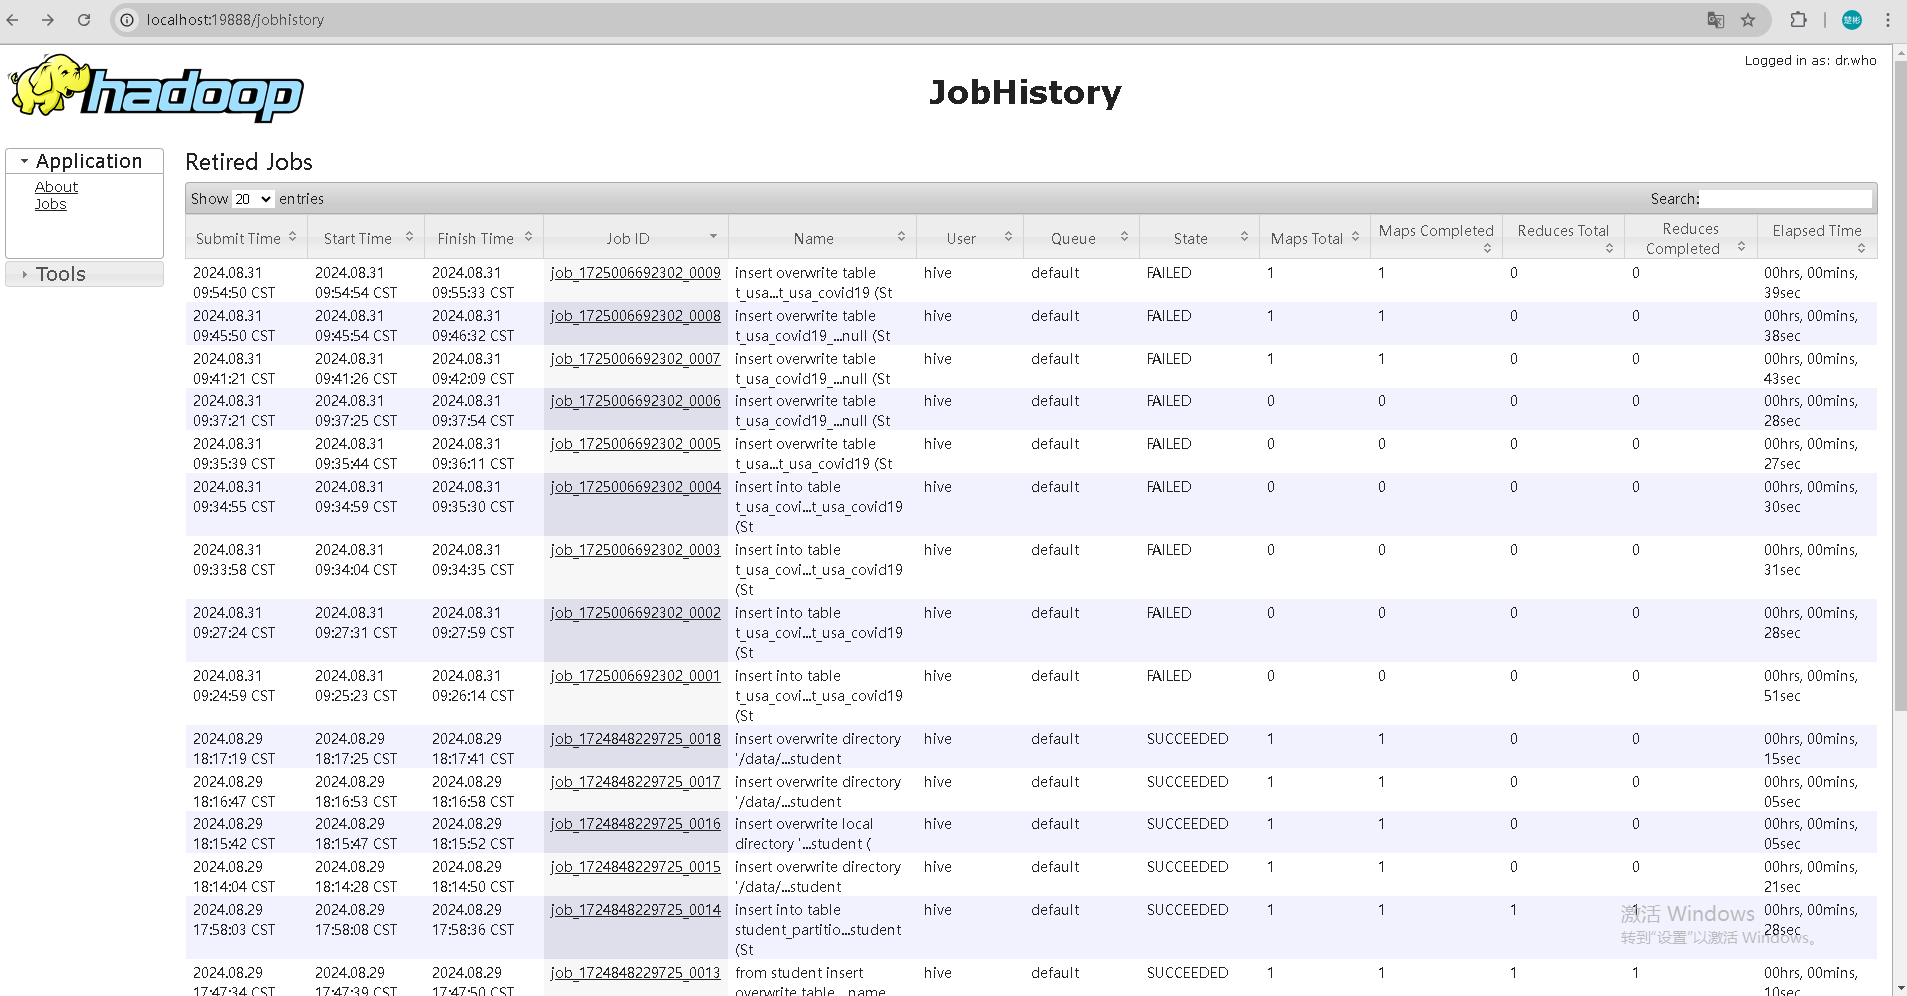 localhost:19888/jobhistory
楚彬
hadoop
JobHistory
Logged in as: dr.who
Application
About
Jobs
Tools
Retired Jobs
Show 20 entries Search:
Submit Time Start Time Finish Time Job ID Name User Queue State Maps Total Maps Completed Reduces Total Reduces Completed Elapsed Time
2024.08.31 2024.08.31 2024.08.31 job_1725006692302_0009 insert overwrite table hive default FAILED 1 1 0 0 00hrs, 00mins,
09:54:50 CST 09:54:54 CST 09:55:33 CST t_usa...t_usa_covid19 (St 39sec
2024.08.31 2024.08.31 2024.08.31 job_1725006692302_0008 insert overwrite table hive default FAILED 1 1 0 0 00hrs, 00mins,
09:45:50 CST 09:45:54 CST 09:46:32 CST t_usa_covid19_...null (St 38sec
2024.08.31 2024.08.31 2024.08.31 job_1725006692302_0007 insert overwrite table hive default FAILED 1 1 0 0 00hrs, 00mins,
09:41:21 CST 09:41:26 CST 09:42:09 CST t_usa_covid19_...null (St 43sec
2024.08.31 2024.08.31 2024.08.31 job_1725006692302_0006 insert overwrite table hive default FAILED 0 0 0 0 00hrs, 00mins,
09:37:21 CST 09:37:25 CST 09:37:54 CST t_usa_covid19_...null (St 28sec
2024.08.31 2024.08.31 2024.08.31 job_1725006692302_0005 insert overwrite table hive default FAILED 0 0 0 0 00hrs, 00mins,
09:35:39 CST 09:35:44 CST 09:36:11 CST t_usa...t_usa_covid19 (St 27sec
2024.08.31 2024.08.31 2024.08.31 job_1725006692302_0004 insert into table hive default FAILED 0 0 0 0 00hrs, 00mins,
09:34:55 CST 09:34:59 CST 09:35:30 CST t_usa_covi...t_usa_covid19 30sec
(St
2024.08.31 2024.08.31 2024.08.31 job_1725006692302_0003 insert into table hive default FAILED 0 0 0 0 00hrs, 00mins,
09:33:58 CST 09:34:04 CST 09:34:35 CST t_usa_covi...t_usa_covid19 31sec
(St
2024.08.31 2024.08.31 2024.08.31 job_1725006692302_0002 insert into table hive default FAILED 0 0 0 0 00hrs, 00mins,
09:27:24 CST 09:27:31 CST 09:27:59 CST t_usa_covi...t_usa_covid19 28sec
(St
2024.08.31 2024.08.31 2024.08.31 job_1725006692302_0001 insert into table hive default FAILED 0 0 0 0 00hrs, 00mins,
09:24:59 CST 09:25:23 CST 09:26:14 CST t_usa_covi...t_usa_covid19 51sec
(St
2024.08.29 2024.08.29 2024.08.29 job_1724848229725_0018 insert overwrite directory hive default SUCCEEDED 1 1 0 0 00hrs, 00mins,
18:17:19 CST 18:17:25 CST 18:17:41 CST '/data/...student 15sec
2024.08.29 2024.08.29 2024.08.29 job_1724848229725_0017 insert overwrite directory hive default SUCCEEDED 1 1 0 0 00hrs, 00mins,
18:16:47 CST 18:16:53 CST 18:16:58 CST '/data/...student 05sec
2024.08.29 2024.08.29 2024.08.29 job_1724848229725_0016 insert overwrite local hive default SUCCEEDED 1 1 0 0 00hrs, 00mins,
18:15:42 CST 18:15:47 CST 18:15:52 CST directory '...student ( 05sec
2024.08.29 2024.08.29 2024.08.29 job_1724848229725_0015 insert overwrite directory hive default SUCCEEDED 1 1 0 0 00hrs, 00mins,
18:14:04 CST 18:14:28 CST 18:14:50 CST '/data/...student 21sec
2024.08.29 2024.08.29 2024.08.29 job_1724848229725_0014 insert into table hive default SUCCEEDED 1 1 1 1 00hrs, 00mins,
17:58:03 CST 17:58:08 CST 17:58:36 CST student_partitio...student 28sec
(St
激活 Windows
转到“设置”以激活 Windows。
2024.08.29 2024.08.29 2024.08.29 job_1724848229725_0013 from student insert hive default SUCCEEDED 1 1 1 1 00hrs, 00mins,
17:47:34 CST 17:47:39 CST 17:47:50 CST overwrite table...name 10sec